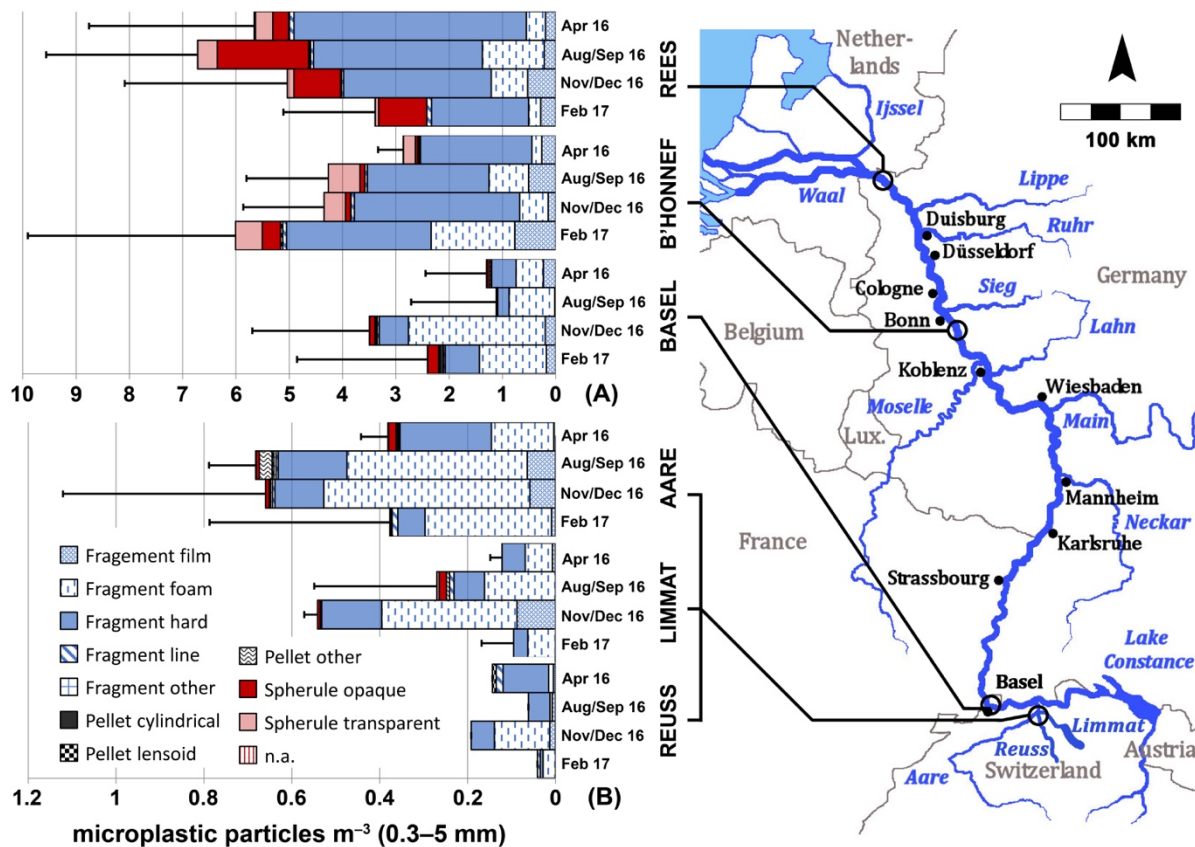 Apr 16
Aug/Sep 16
Nov/Dec 16
Feb 17
Apr 16
Aug/Sep 16
Nov/Dec 16
Feb 17
Apr 16
Aug/Sep 16
Nov/Dec 16
Feb 17
10 9 8 7 6 5 4 3 2 1 0
(A)
Apr 16
Aug/Sep 16
Nov/Dec 16
Feb 17
Apr 16
Aug/Sep 16
Nov/Dec 16
Feb 17
Apr 16
Aug/Sep 16
Nov/Dec 16
Feb 17
Fragement film
Fragment foam
Fragment hard
Fragment line
Fragment other
Pellet cylindrical
Pellet lensoid
Pellet other
Spherule opaque
Spherule transparent
n.a.
1.2 1 0.8 0.6 0.4 0.2 0
(B)
microplastic particles m⁻³ (0.3–5 mm)
REES
B'HONNEF
BASEL
AARE
LIMMAT
REUSS
Nether-
lands
Ijssel
100 km
Waal
Lippe
Duisburg
Ruhr
Düsseldorf
Germany
Cologne
Sieg
Bonn
Lahn
Belgium
Koblenz
Wiesbaden
Moselle
Main
Lux.
Mannheim
Neckar
France
Karlsruhe
Strassbourg
Lake
Constance
Basel
Limmat
Reuss
Austria
Aare
Switzerland